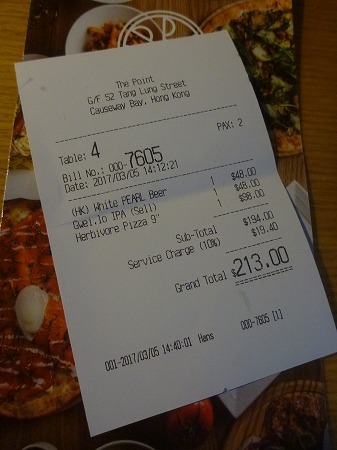 The Point
G/F 52 Tang Lung Street
Causeway Bay, Hong Kong
Table: 4 PAX: 2
Bill No.: 000-7605
Date: 2017/03/05 14:12:21
(HK) White PEARL Beer 1 $48.00
Gwei.lo IPA (Sell) 1 $48.00
Herbivore Pizza 9" 1 $98.00
Sub-Total $194.00
Service Charge (10%) $19.40
Grand Total $213.00
001-2017/03/05 14:40:01 Hans 000-7605 [1]